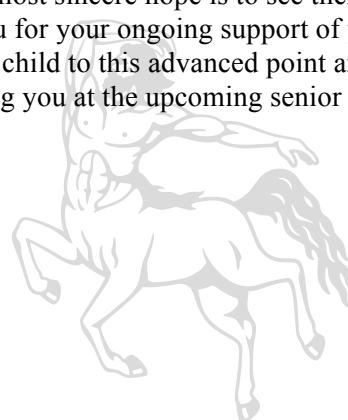 most sincere hope is to see the
u for your ongoing support of
child to this advanced point a
ng you at the upcoming senior